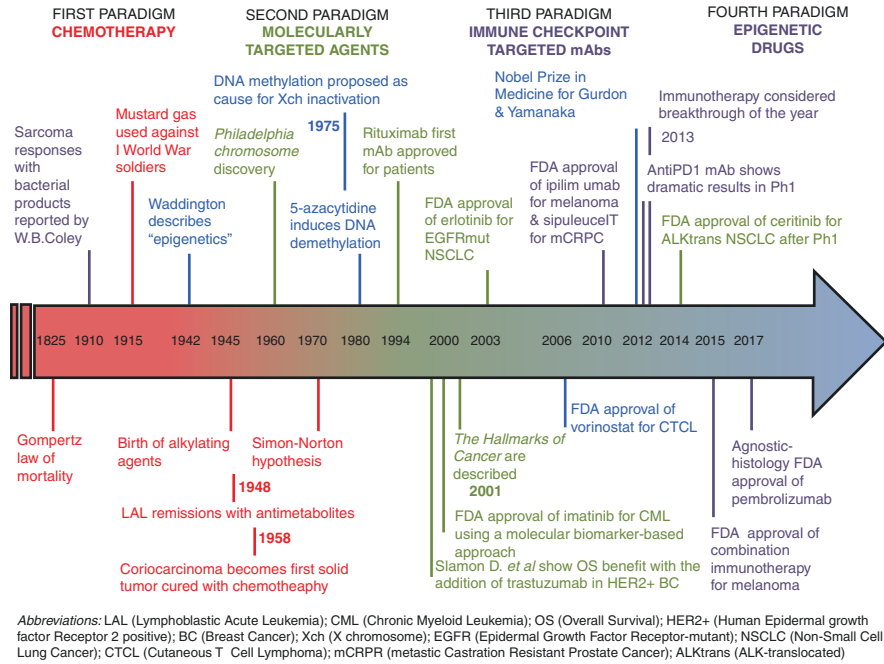 FIRST PARADIGM
CHEMOTHERAPY
SECOND PARADIGM
MOLECULARLY
TARGETED AGENTS
THIRD PARADIGM
IMMUNE CHECKPOINT
TARGETED mAbs
FOURTH PARADIGM
EPIGENETIC
DRUGS
Sarcoma
responses
with
bacterial
products
reported by
W.B.Coley
Mustard gas
used against
I World War
soldiers
Waddington
describes
“epigenetics”
DNA methylation proposed as
cause for Xch inactivation
1975
Philadelphia
chromosome
discovery
5-azacytidine
induces DNA
demethylation
Rituximab first
mAb approved
for patients
FDA approval
of erlotinib for
EGFRmut
NSCLC
Nobel Prize in
Medicine for Gurdon
& Yamanaka
FDA approval
of ipilim umab
for melanoma
& sipuleuceIT
for mCRPC
Immunotherapy considered
breakthrough of the year
2013
AntiPD1 mAb shows
dramatic results in Ph1
FDA approval of ceritinib for
ALKtrans NSCLC after Ph1
1825 1910 1915 1942 1945 1960 1970 1980 1994 2000 2003 2006 2010 2012 2014 2015 2017
Gompertz
law of
mortality
Birth of alkylating
agents
Simon-Norton
hypothesis
1948
LAL remissions with antimetabolites
1958
Coriocarcinoma becomes first solid
tumor cured with chemotheaphy
The Hallmarks of
Cancer are
described
2001
FDA approval of imatinib for CML
using a molecular biomarker-based
approach
Slamon D. et al show OS benefit with the
addition of trastuzumab in HER2+ BC
FDA approval of
vorinostat for CTCL
Agnostic-
histology FDA
approval of
pembrolizumab
FDA approval of
combination
immunotherapy
for melanoma
Abbreviations: LAL (Lymphoblastic Acute Leukemia); CML (Chronic Myeloid Leukemia); OS (Overall Survival); HER2+ (Human Epidermal growth
factor Receptor 2 positive); BC (Breast Cancer); Xch (X chromosome); EGFR (Epidermal Growth Factor Receptor-mutant); NSCLC (Non-Small Cell
Lung Cancer); CTCL (Cutaneous T Cell Lymphoma); mCRPR (metastic Castration Resistant Prostate Cancer); ALKtrans (ALK-translocated)